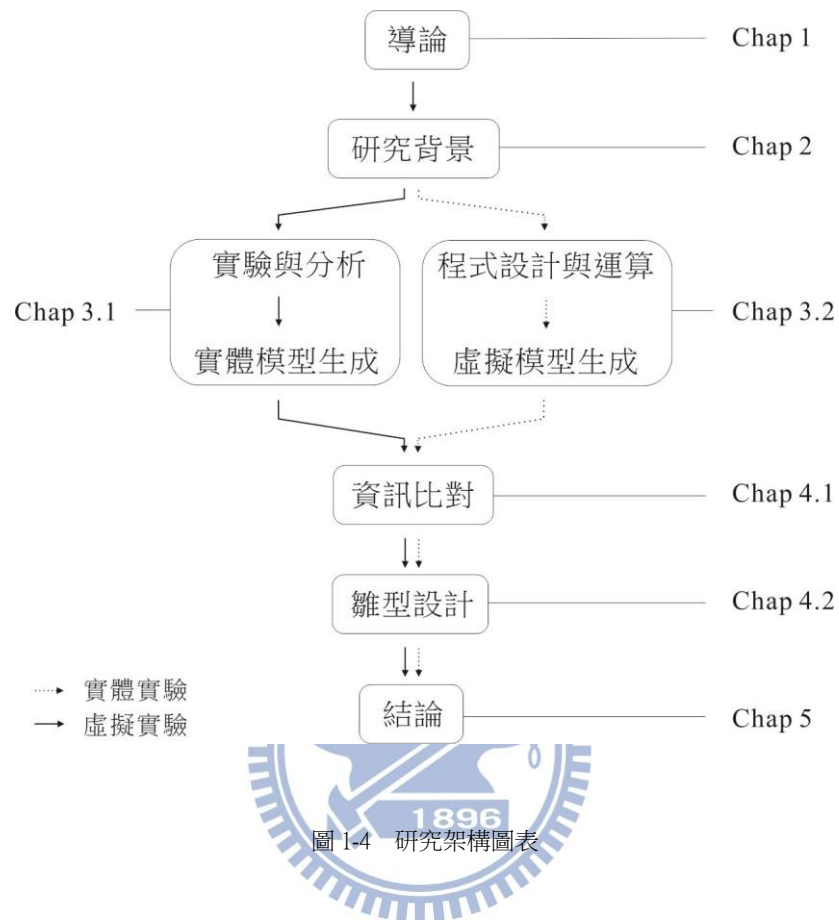 導論
Chap 1
研究背景
Chap 2
實驗與分析
程式設計與運算
Chap 3.1
Chap 3.2
實體模型生成
虛擬模型生成
資訊比對
Chap 4.1
雛型設計
Chap 4.2
實體實驗
虛擬實驗
結論
Chap 5
1896
圖 1-4 研究架構圖表